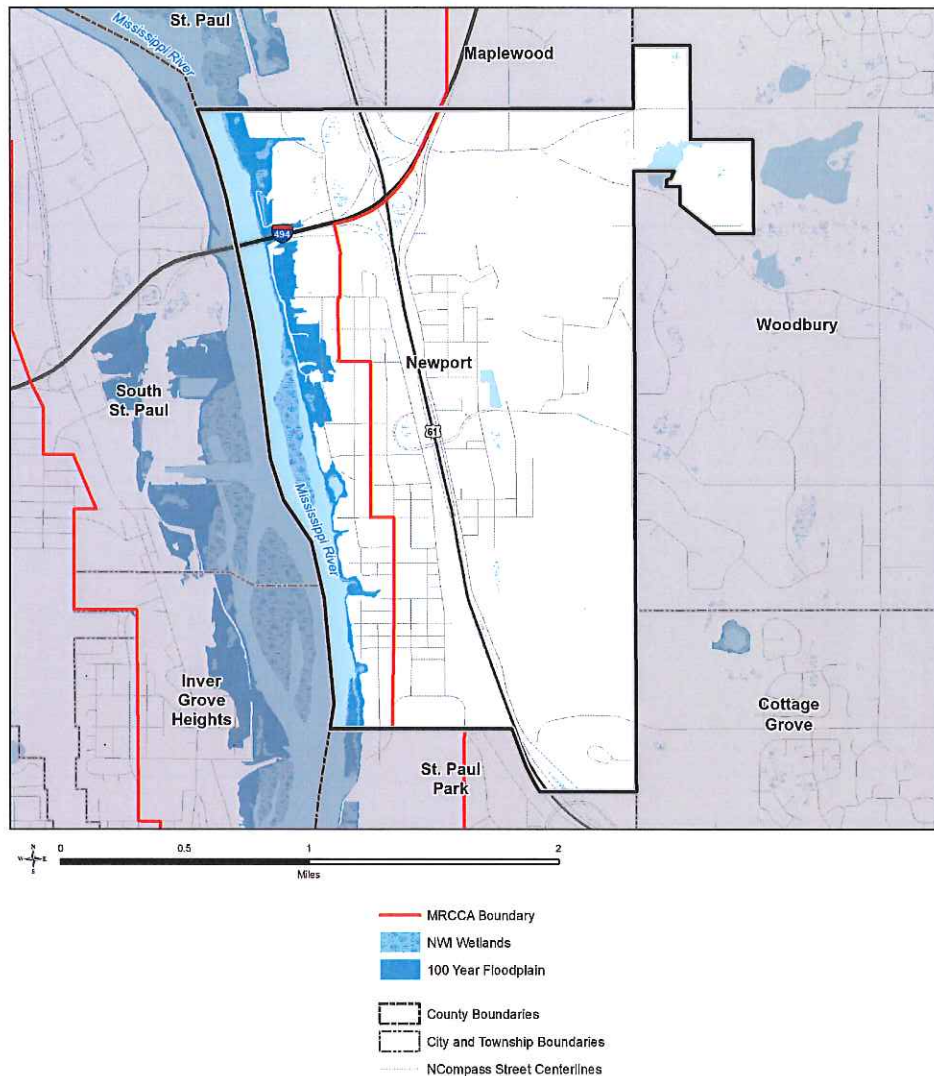 St. Paul
Mississippi River
Maplewood
494
Woodbury
Newport
South
St. Paul
61
Mississippi River
Inver
Grove
Heights
Cottage
Grove
St. Paul
Park
N
W E
S
0 0.5 1 2
Miles
MRCCA Boundary
NWI Wetlands
100 Year Floodplain
County Boundaries
City and Township Boundaries
NCompass Street Centerlines